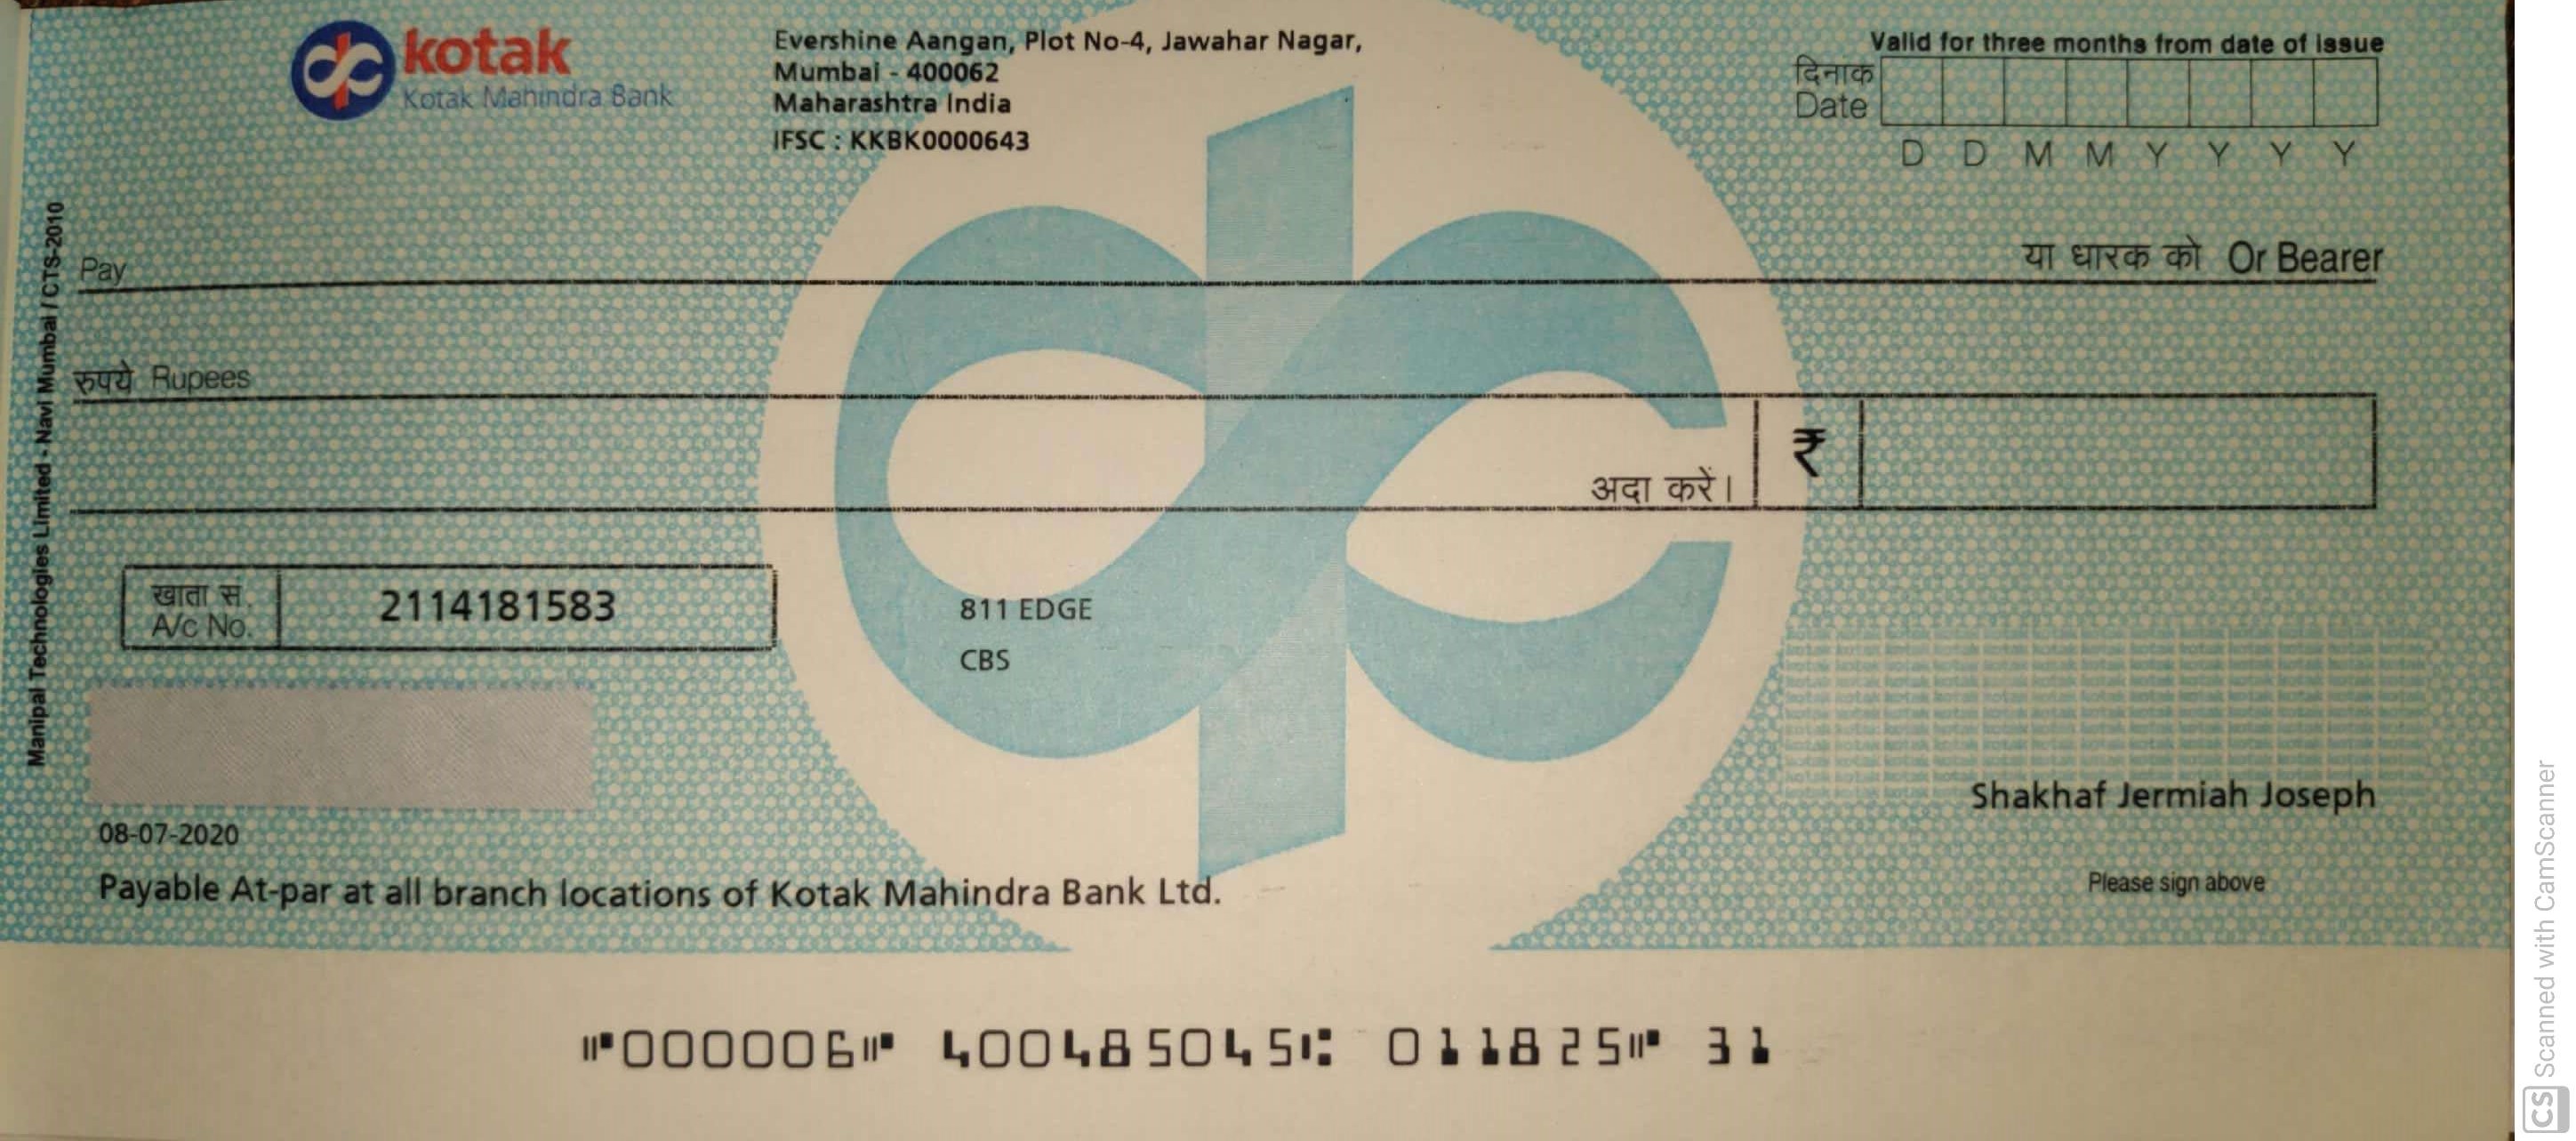 kotak
Kotak Mahindra Bank
Evershine Aangan, Plot No-4, Jawahar Nagar,
Mumbai - 400062
Maharashtra India
IFSC : KKBK0000643
Valid for three months from date of issue
दिनाक
Date
D D M M Y Y Y Y
Pay
या धारक को Or Bearer
रुपये Rupees
अदा करें।
₹
खाता स.
A/c No.
2114181583
811 EDGE
CBS
Shakhaf Jermiah Joseph
08-07-2020
Payable At-par at all branch locations of Kotak Mahindra Bank Ltd.
Please sign above
⑈000006⑈ 400485045⑆ 011825⑈ 31
Manipal Technologies Limited - Navi Mumbai / CTS-2010
CS Scanned with CamScanner